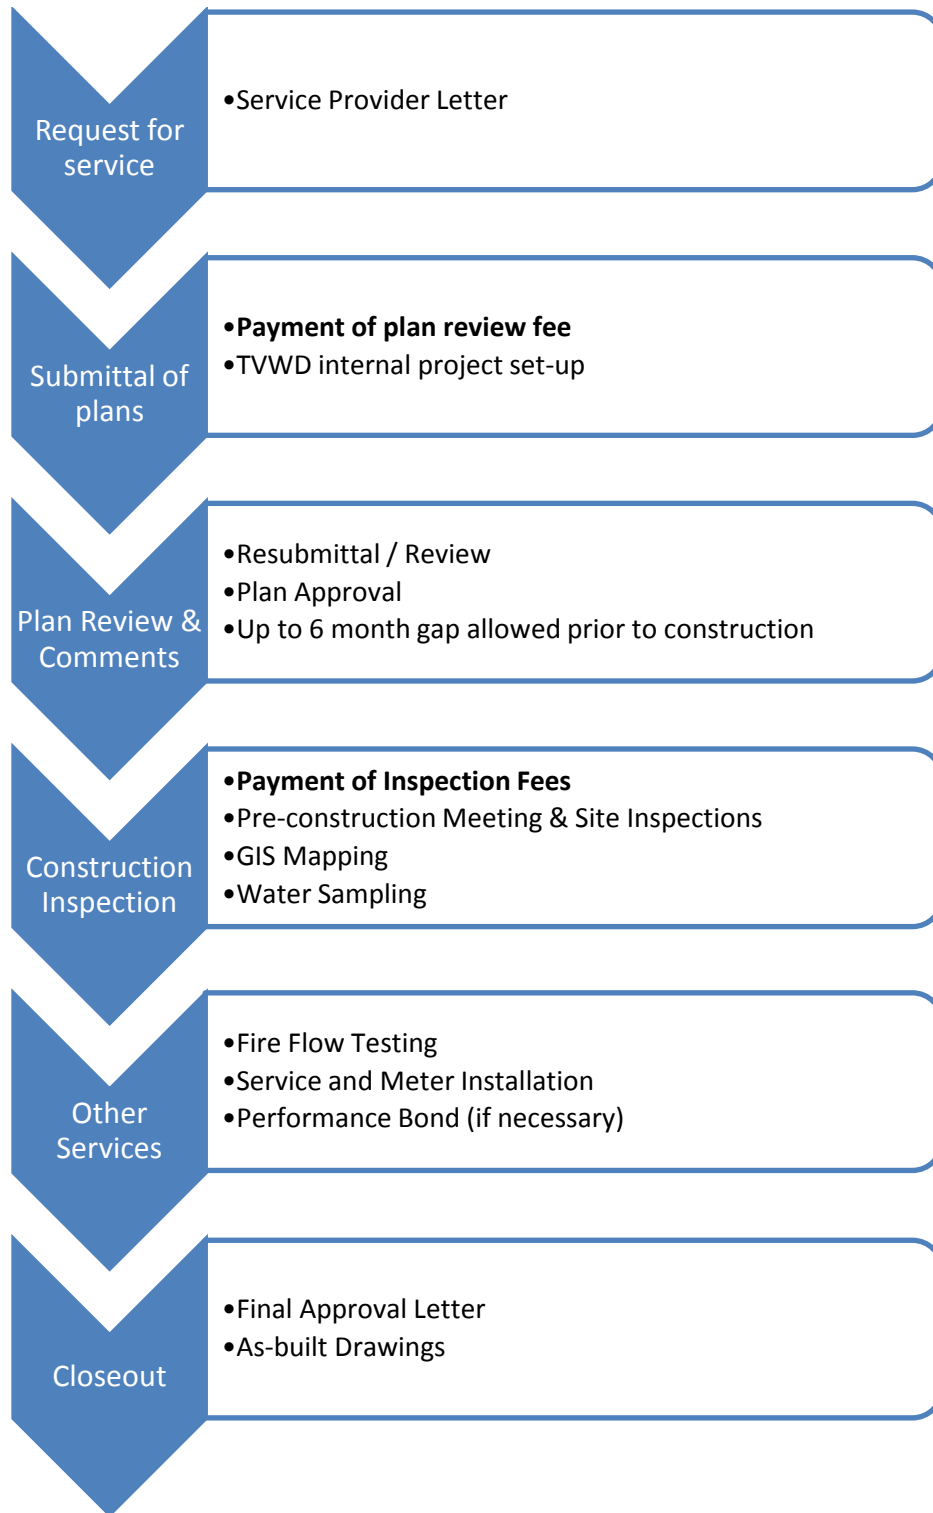 Request for
service
•Service Provider Letter
Submittal of
plans
•Payment of plan review fee
•TVWD internal project set-up
Plan Review &
Comments
•Resubmittal / Review
•Plan Approval
•Up to 6 month gap allowed prior to construction
Construction
Inspection
•Payment of Inspection Fees
•Pre-construction Meeting & Site Inspections
•GIS Mapping
•Water Sampling
Other
Services
•Fire Flow Testing
•Service and Meter Installation
•Performance Bond (if necessary)
Closeout
•Final Approval Letter
•As-built Drawings